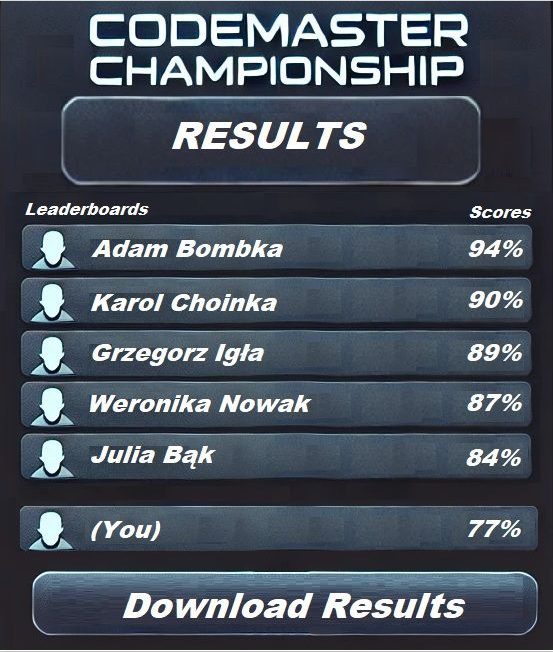 CODEMASTER
CHAMPIONSHIP
RESULTS
Leaderboards Scores
Adam Bombka 94%
Karol Choinka 90%
Grzegorz Igła 89%
Weronika Nowak 87%
Julia Bąk 84%
(You) 77%
Download Results